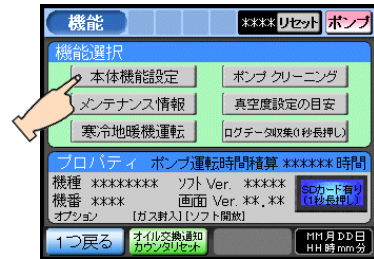 機能 **** リセット ポンプ
機能選択
本体機能設定 ポンプ クリーニング
メンテナンス情報 真空度設定の目安
寒冷地暖機運転 ログデータ収集(1秒長押し)
プロパティ ポンプ運転時間積算 ****** 時間
機種 ******** ソフト Ver. *****
機番 **** 画面 Ver. **.**
オプション [ガス封入][ソフト開放]
SDカード有り
(1秒長押し)
1つ戻る オイル交換通知
カウンタリセット
MM月DD日
HH時mm分